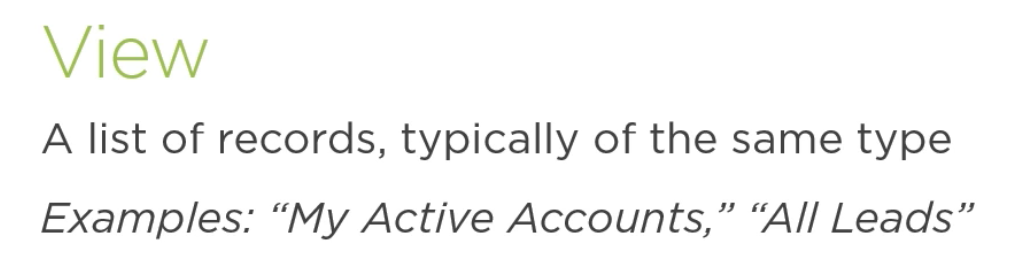 View
A list of records, typically of the same type
Examples: “My Active Accounts,” “All Leads”